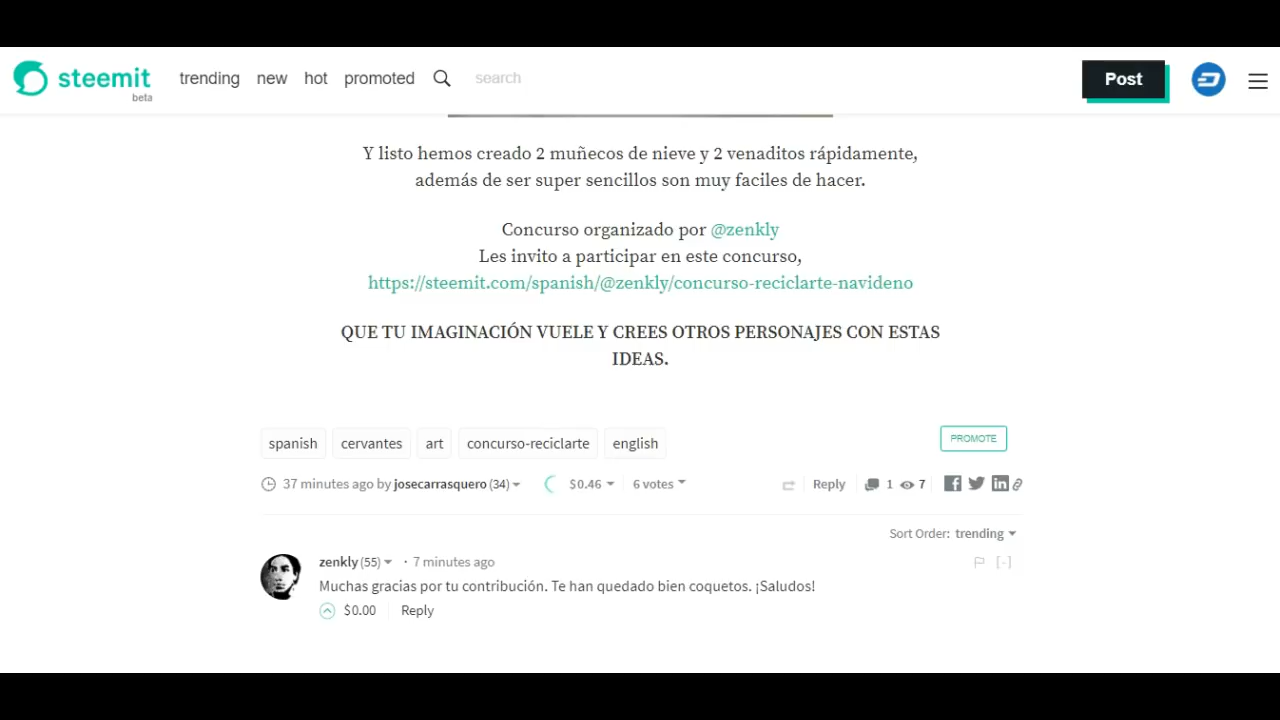 steemit
beta
trending new hot promoted search
Post
Y listo hemos creado 2 muñecos de nieve y 2 venaditos rápidamente,
además de ser super sencillos son muy faciles de hacer.
Concurso organizado por @zenkly
Les invito a participar en este concurso,
https://steemit.com/spanish/@zenkly/concurso-reciclarte-navideno
QUE TU IMAGINACIÓN VUELE Y CREES OTROS PERSONAJES CON ESTAS
IDEAS.
spanish cervantes art concurso-reciclarte english
PROMOTE
37 minutes ago by josecarrasquero (34) $0.46 6 votes Reply 1 7
Sort Order: trending
zenkly (55) · 7 minutes ago [-]
Muchas gracias por tu contribución. Te han quedado bien coquetos. ¡Saludos!
$0.00 Reply